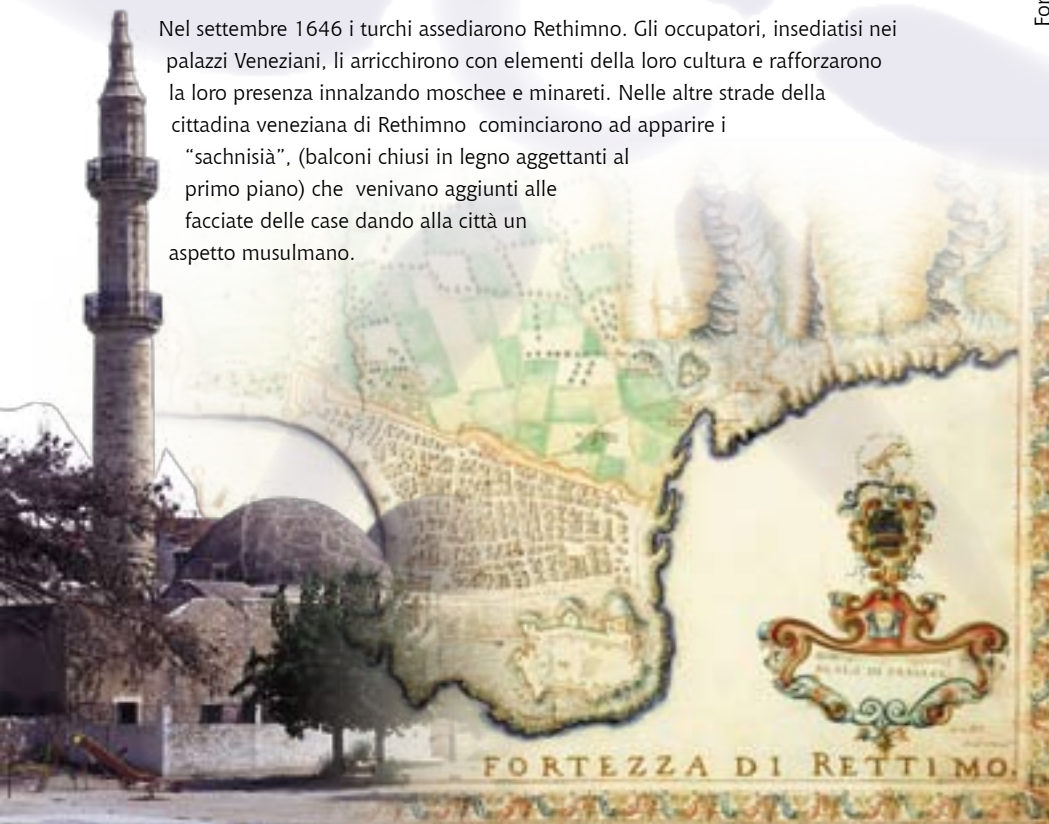 Nel settembre 1646 i turchi assediarono Rethimno. Gli occupatori, insediatisi nei
palazzi Veneziani, li arricchirono con elementi della loro cultura e rafforzarono
la loro presenza innalzando moschee e minareti. Nelle altre strade della
cittadina veneziana di Rethimno cominciarono ad apparire i
“sachnisià”, (balconi chiusi in legno aggettanti al
primo piano) che venivano aggiunti alle
facciate delle case dando alla città un
aspetto musulmano.
For
FORTEZZA DI RETTIMO.